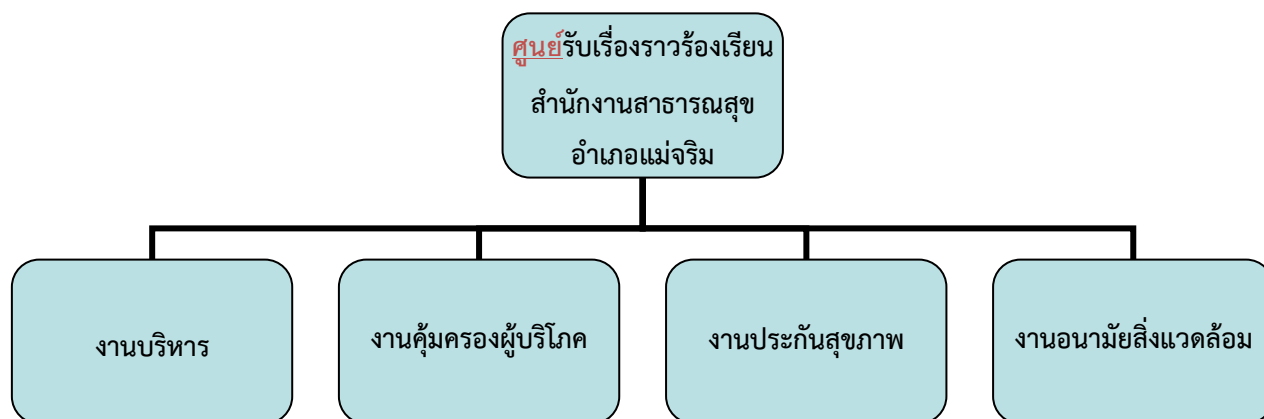 ศูนย์รับเรื่องราวร้องเรียน
สำนักงานสาธารณสุข
อำเภอแม่จริม
งานบริหาร
งานคุ้มครองผู้บริโภค
งานประกันสุขภาพ
งานอนามัยสิ่งแวดล้อม